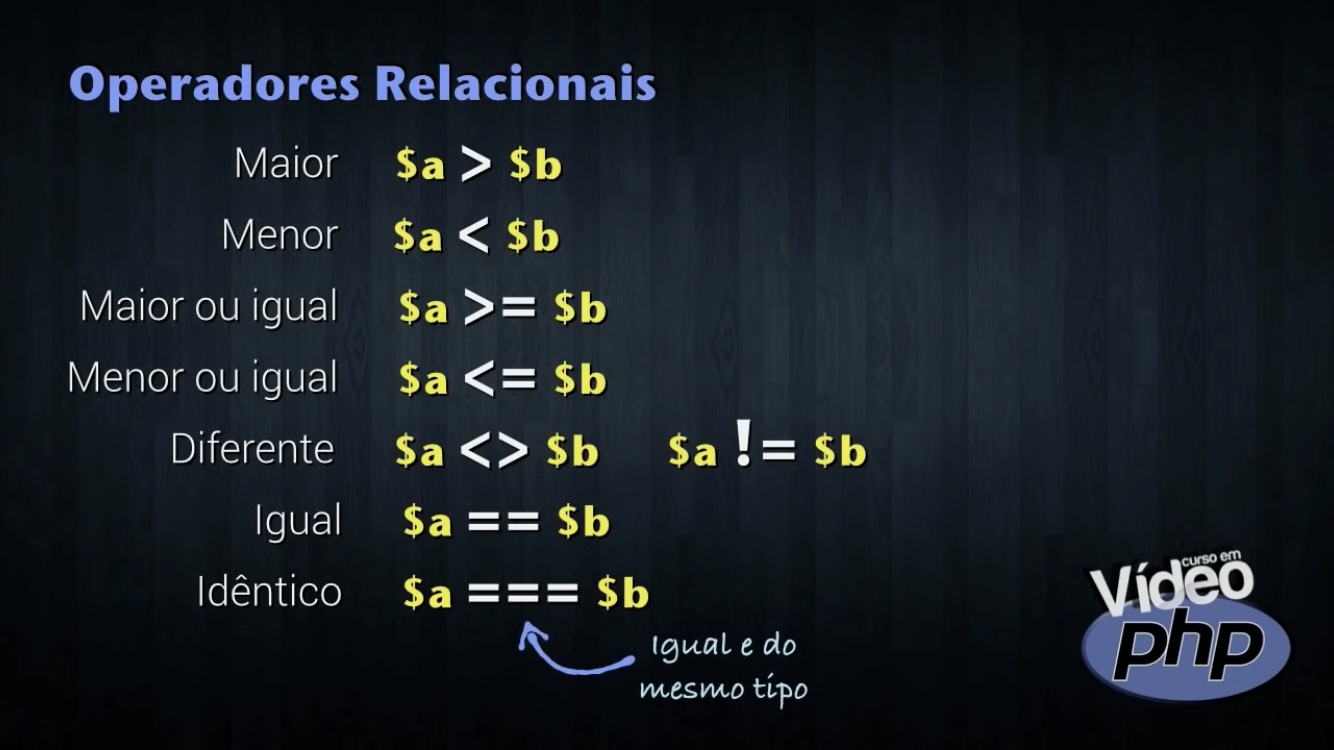 Operadores Relacionais
Maior $a > $b
Menor $a < $b
Maior ou igual $a >= $b
Menor ou igual $a <= $b
Diferente $a <> $b $a != $b
Igual $a == $b
Idêntico $a === $b
Igual e do
mesmo tipo
curso em
Vídeo
php